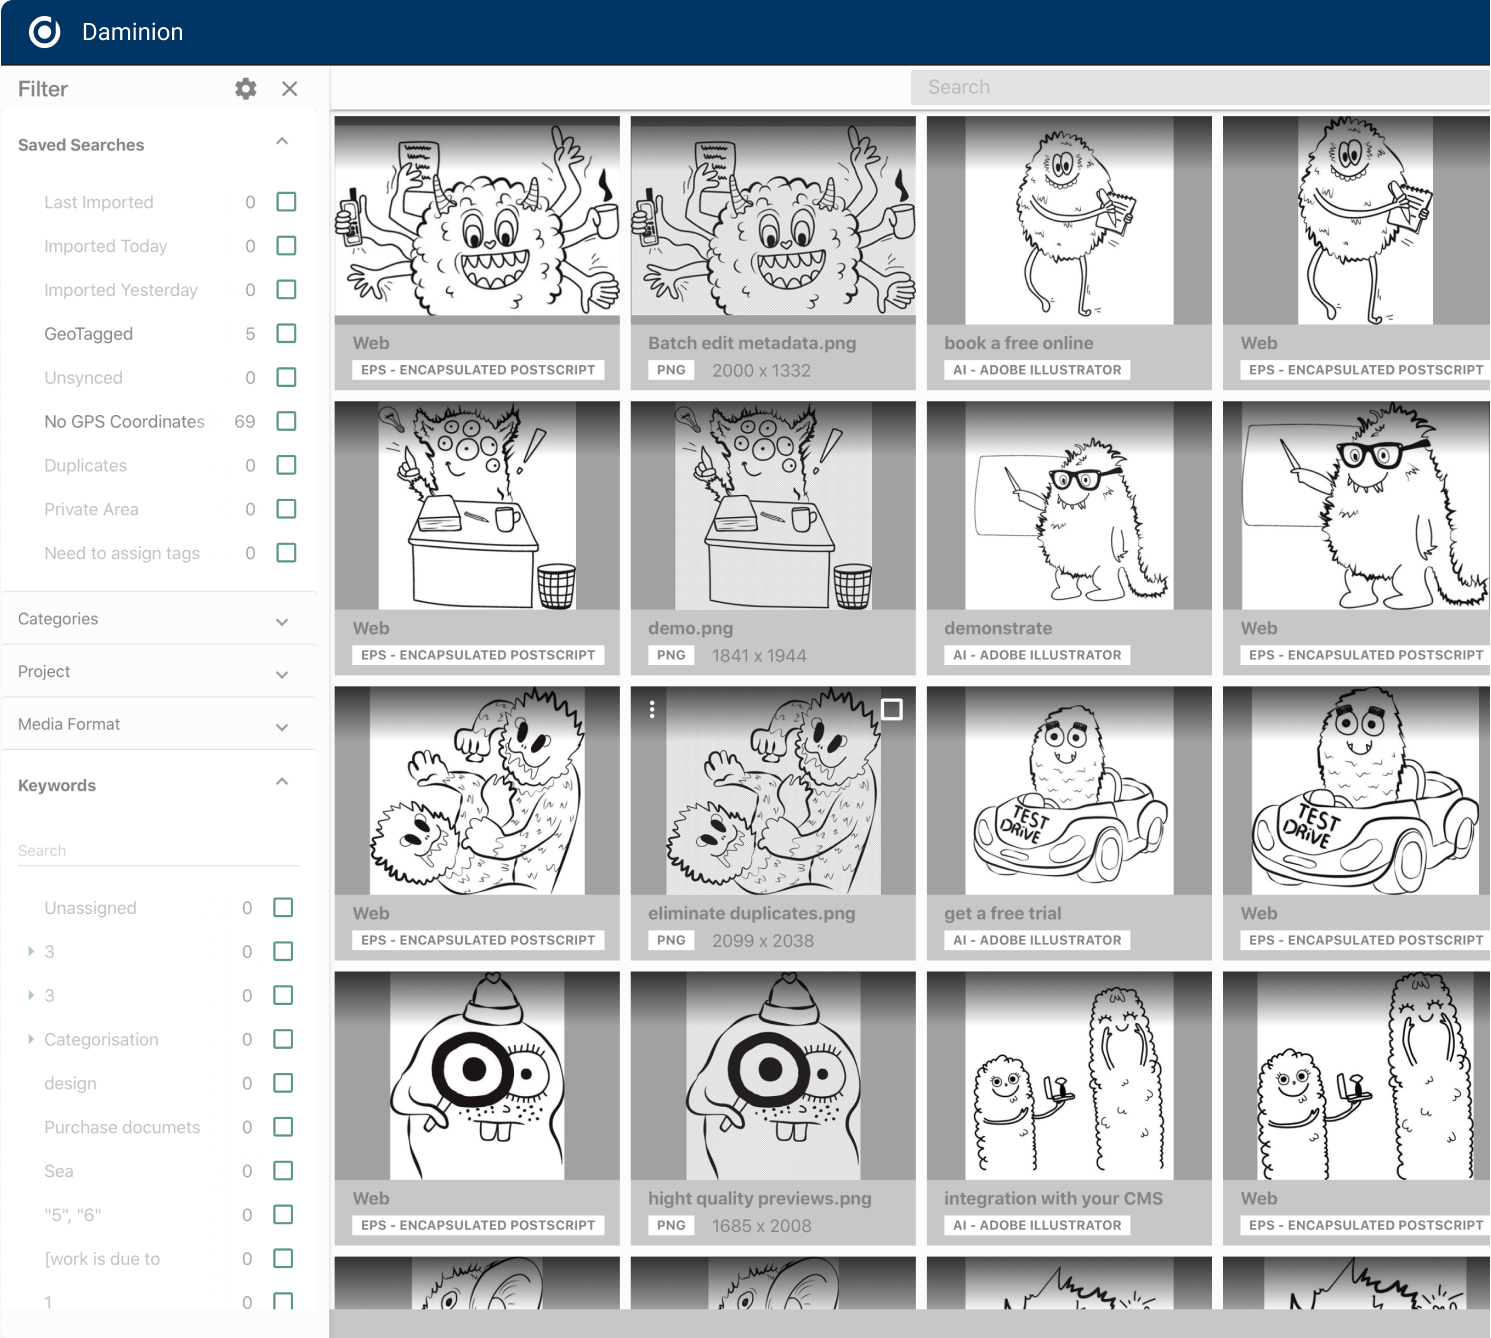 Daminion
Filter
Search
Saved Searches
Last Imported 0
Imported Today 0
Imported Yesterday 0
GeoTagged 5
Unsynced 0
No GPS Coordinates 69
Duplicates 0
Private Area 0
Need to assign tags 0
Categories
Project
Media Format
Keywords
Search
Unassigned 0
3 0
3 0
Categorisation 0
design 0
Purchase documets 0
Sea 0
"5", "6" 0
[work is due to 0
1 0
Web
EPS - ENCAPSULATED POSTSCRIPT
Batch edit metadata.png
PNG 2000 x 1332
book a free online
AI - ADOBE ILLUSTRATOR
Web
EPS - ENCAPSULATED POSTSCRIPT
Web
EPS - ENCAPSULATED POSTSCRIPT
demo.png
PNG 1841 x 1944
demonstrate
AI - ADOBE ILLUSTRATOR
Web
EPS - ENCAPSULATED POSTSCRIPT
Web
EPS - ENCAPSULATED POSTSCRIPT
eliminate duplicates.png
PNG 2099 x 2038
TEST
DRiVE
get a free trial
AI - ADOBE ILLUSTRATOR
TEST
DRiVE
Web
EPS - ENCAPSULATED POSTSCRIPT
Web
EPS - ENCAPSULATED POSTSCRIPT
hight quality previews.png
PNG 1685 x 2008
integration with your CMS
AI - ADOBE ILLUSTRATOR
Web
EPS - ENCAPSULATED POSTSCRIPT